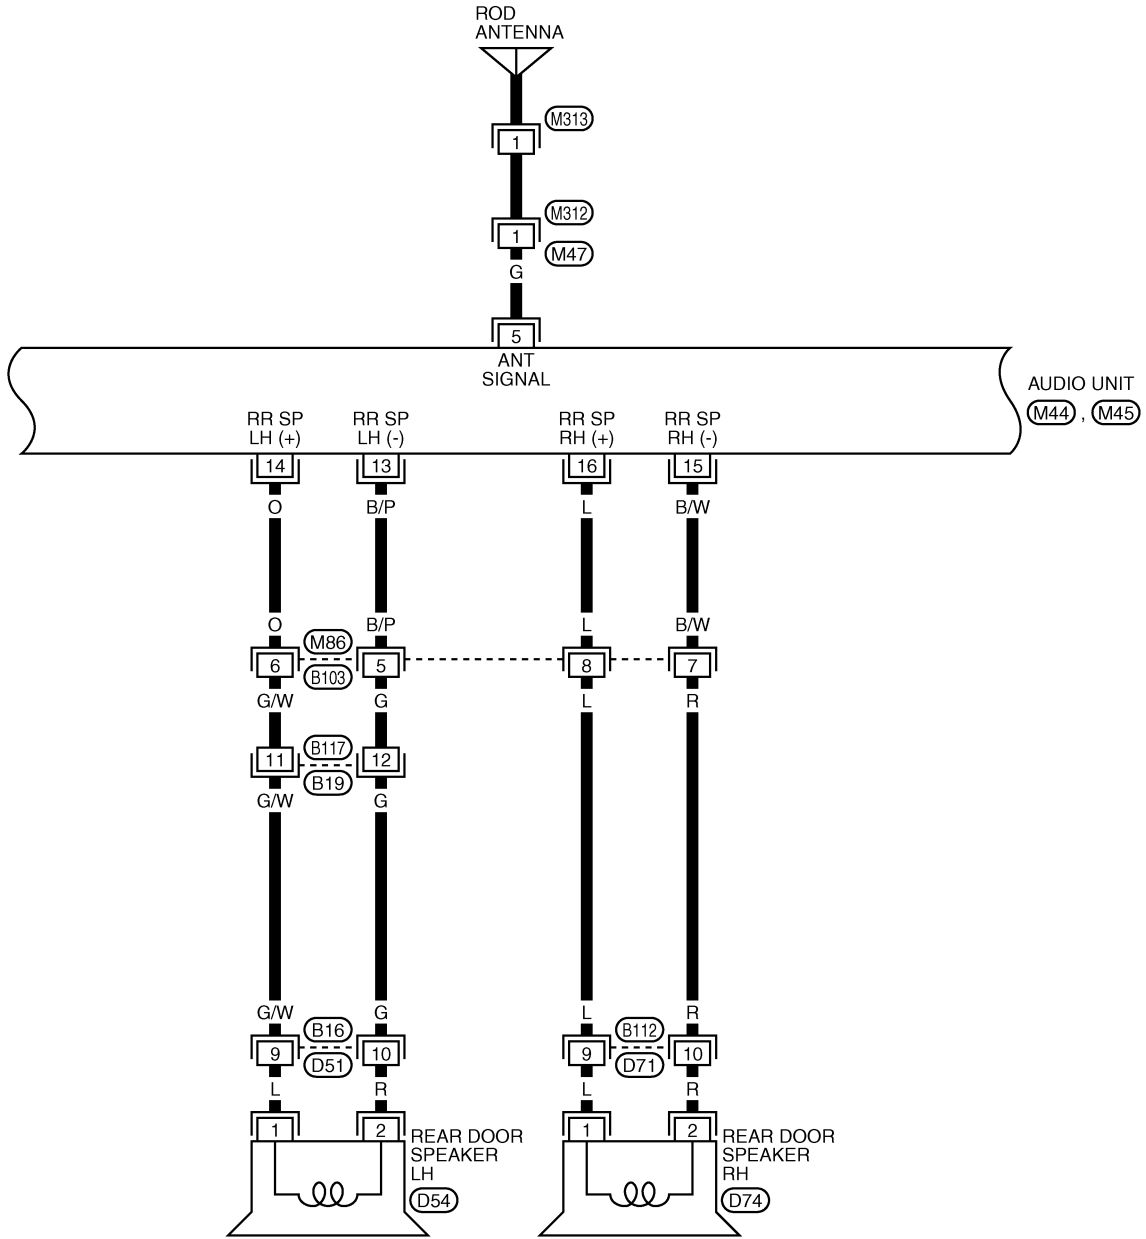 ROD
ANTENNA
M313
1
M312
1
M47
G
5
ANT
SIGNAL
AUDIO UNIT
M44 , M45
RR SP
LH (+)
RR SP
LH (-)
RR SP
RH (+)
RR SP
RH (-)
14 13 16 15
O B/P L B/W
O B/P L B/W
M86
6 5 8 7
B103
G/W G L R
B117
11 12
B19
G/W G
G/W G L R
B16 B112
9 10 9 10
D51 D71
L R L R
1 2 1 2
REAR DOOR
SPEAKER
LH
D54
REAR DOOR
SPEAKER
RH
D74